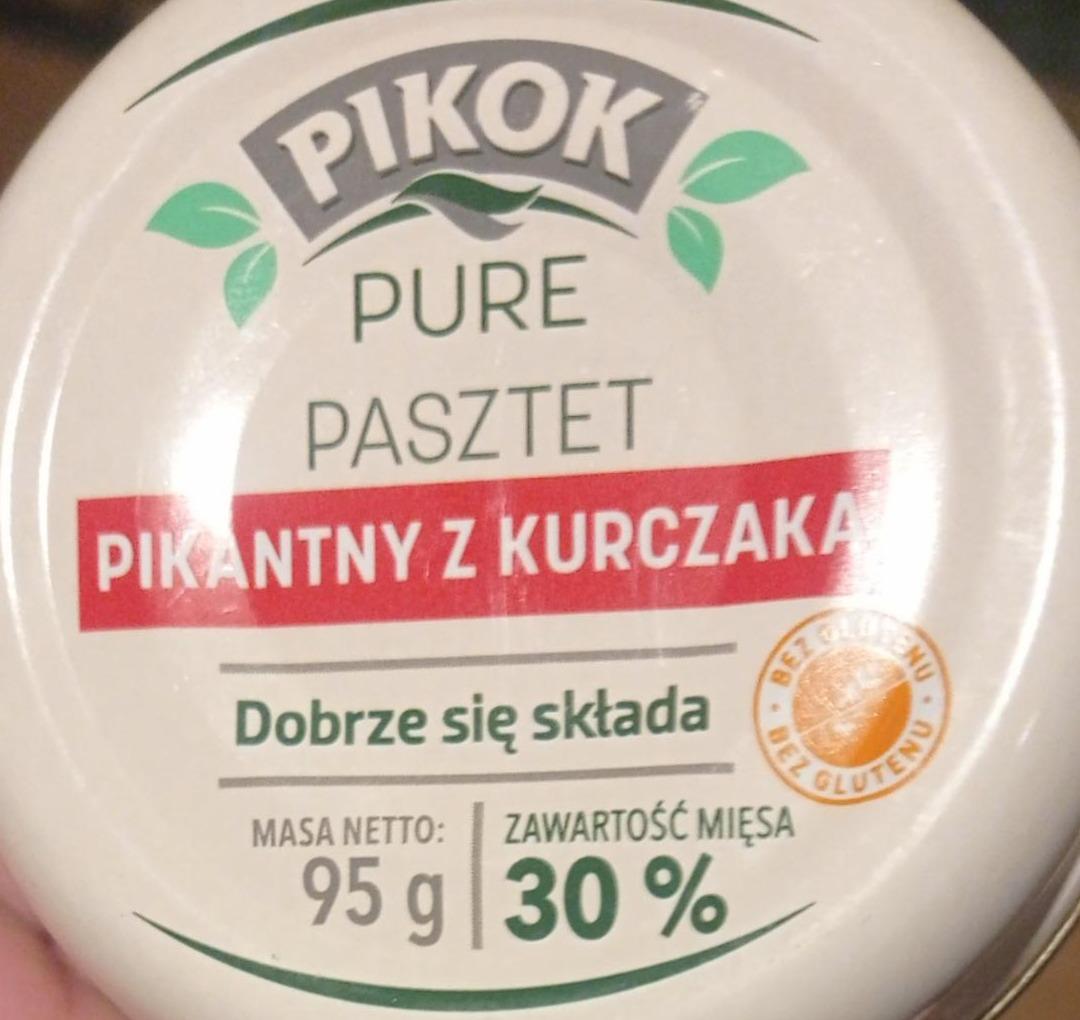 PIKOK
PURE
PASZTET
PIKANTNY Z KURCZAKA
BEZ GLUTENU
BEZ GLUTENU
Dobrze się składa
MASA NETTO:
95 g
ZAWARTOŚĆ MIĘSA
30 %